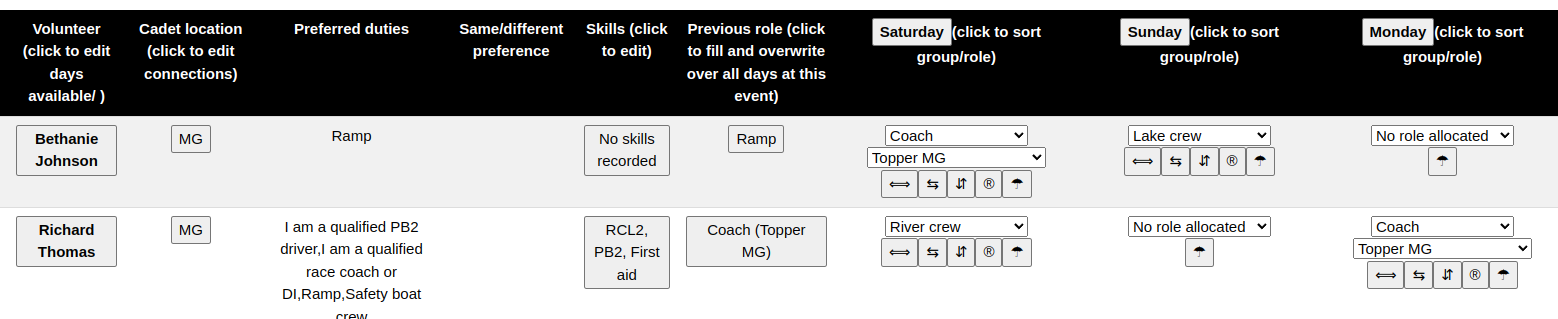 Volunteer (click to edit days available/ )
Cadet location (click to edit connections)
Preferred duties
Same/different preference
Skills (click to edit)
Previous role (click to fill and overwrite over all days at this event)
Saturday (click to sort group/role)
Sunday (click to sort group/role)
Monday (click to sort group/role)
Bethanie Johnson
MG
Ramp
No skills recorded
Ramp
Coach
Topper MG
⟺ ⇆ ⇵ ® ☂
Lake crew
⟺ ⇆ ⇵ ® ☂
No role allocated
☂
Richard Thomas
MG
I am a qualified PB2 driver,I am a qualified race coach or DI,Ramp,Safety boat crew
RCL2, PB2, First aid
Coach (Topper MG)
River crew
⟺ ⇆ ⇵ ® ☂
No role allocated
☂
Coach
Topper MG
⟺ ⇆ ⇵ ® ☂